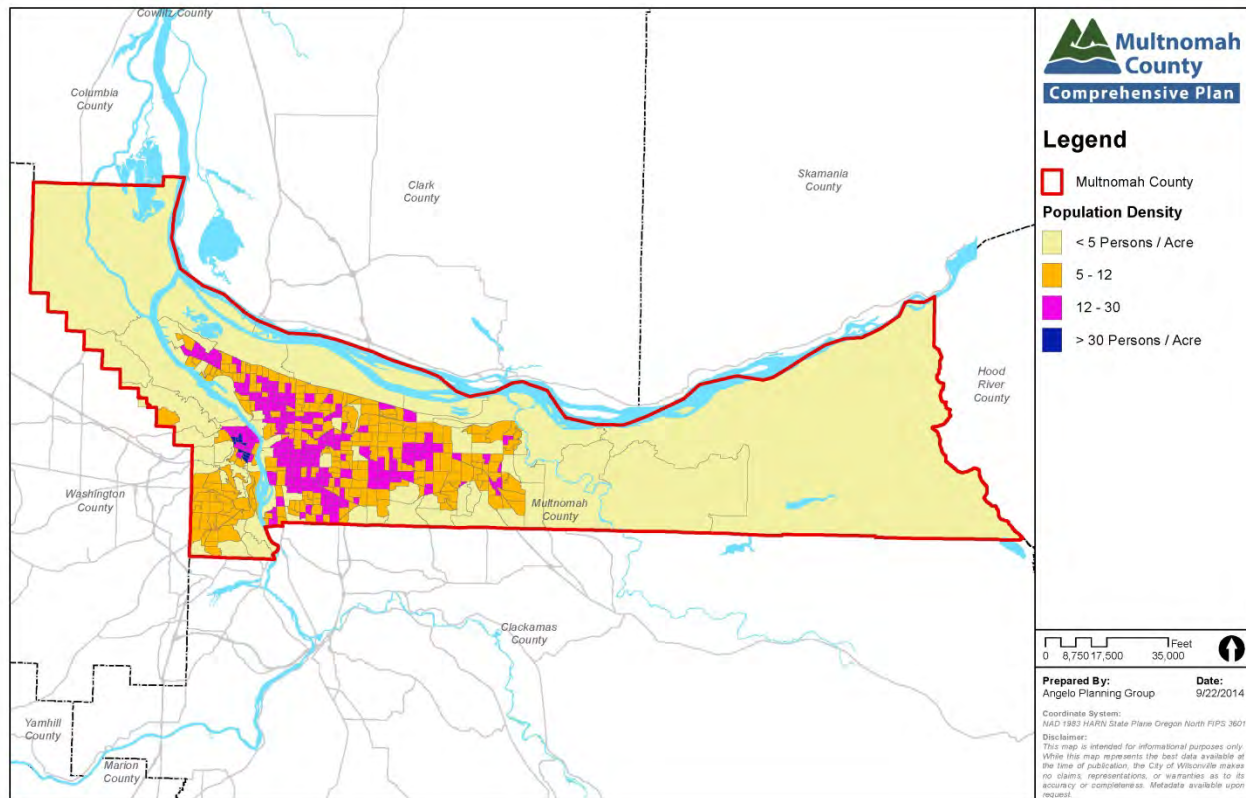 Cowlitz County
Columbia
County
Clark
County
Skamania
County
Hood
River
County
Washington
County
Multnomah
County
Clackamas
County
Yamhill
County
Marion
County
Multnomah
County
Comprehensive Plan
Legend
Multnomah County
Population Density
< 5 Persons / Acre
5 - 12
12 - 30
> 30 Persons / Acre
Feet
0 8,750 17,500 35,000
Prepared By:
Angelo Planning Group
Date:
9/22/2014
Coordinate System:
NAD 1983 HARN State Plane Oregon North FIPS 3601
Disclaimer:
This map is intended for informational purposes only.
While this map represents the best data available at
the time of publication, the City of Wilsonville makes
no claims, representations, or warranties as to its
accuracy or completeness. Metadata available upon
request.